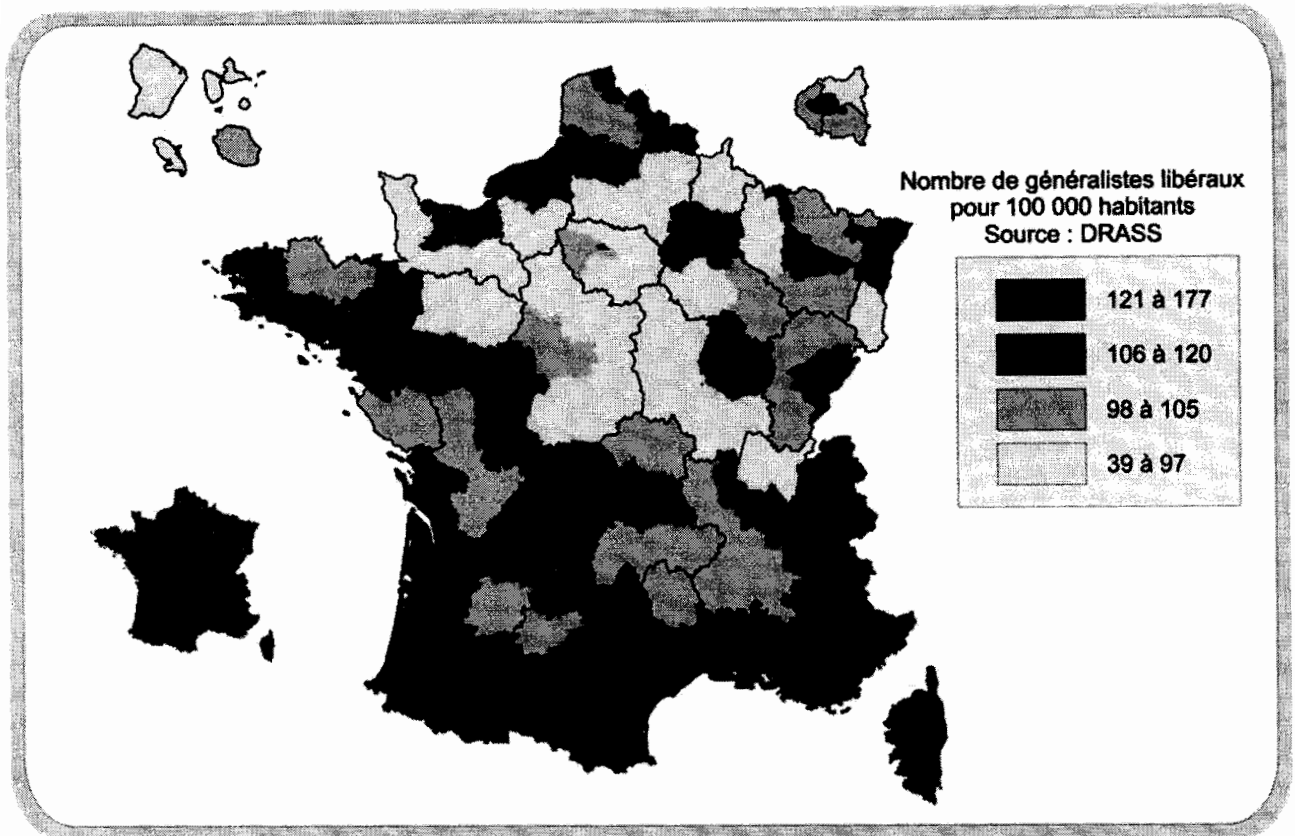 Nombre de généralistes libéraux
pour 100 000 habitants
Source : DRASS
121 à 177
106 à 120
98 à 105
39 à 97